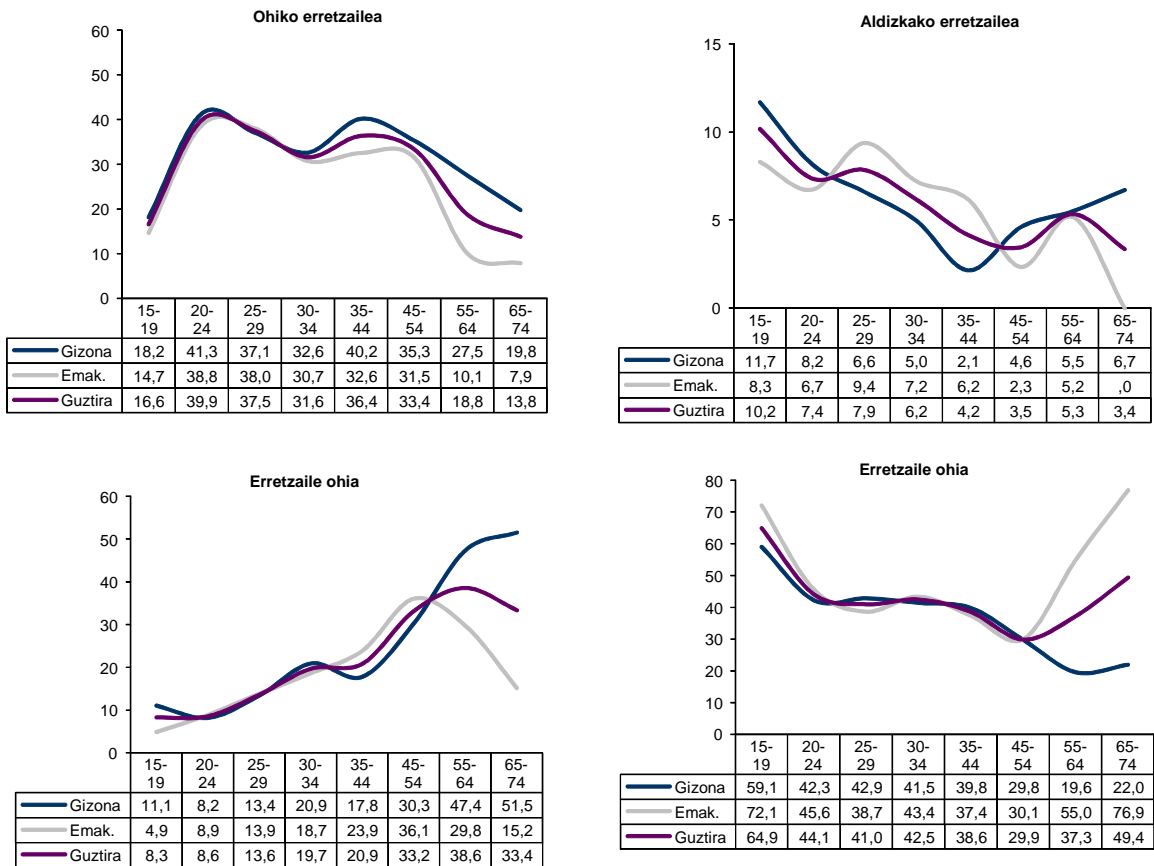 Ohiko erretzailea
60
50
40
30
20
10
0
15-19 20-24 25-29 30-34 35-44 45-54 55-64 65-74
Gizona 18,2 41,3 37,1 32,6 40,2 35,3 27,5 19,8
Emak. 14,7 38,8 38,0 30,7 32,6 31,5 10,1 7,9
Guztira 16,6 39,9 37,5 31,6 36,4 33,4 18,8 13,8
Aldizkako erretzailea
15
10
5
0
15-19 20-24 25-29 30-34 35-44 45-54 55-64 65-74
Gizona 11,7 8,2 6,6 5,0 2,1 4,6 5,5 6,7
Emak. 8,3 6,7 9,4 7,2 6,2 2,3 5,2 ,0
Guztira 10,2 7,4 7,9 6,2 4,2 3,5 5,3 3,4
Erretzaile ohia
60
50
40
30
20
10
0
15-19 20-24 25-29 30-34 35-44 45-54 55-64 65-74
Gizona 11,1 8,2 13,4 20,9 17,8 30,3 47,4 51,5
Emak. 4,9 8,9 13,9 18,7 23,9 36,1 29,8 15,2
Guztira 8,3 8,6 13,6 19,7 20,9 33,2 38,6 33,4
Erretzaile ohia
80
70
60
50
40
30
20
10
0
15-19 20-24 25-29 30-34 35-44 45-54 55-64 65-74
Gizona 59,1 42,3 42,9 41,5 39,8 29,8 19,6 22,0
Emak. 72,1 45,6 38,7 43,4 37,4 30,1 55,0 76,9
Guztira 64,9 44,1 41,0 42,5 38,6 29,9 37,3 49,4